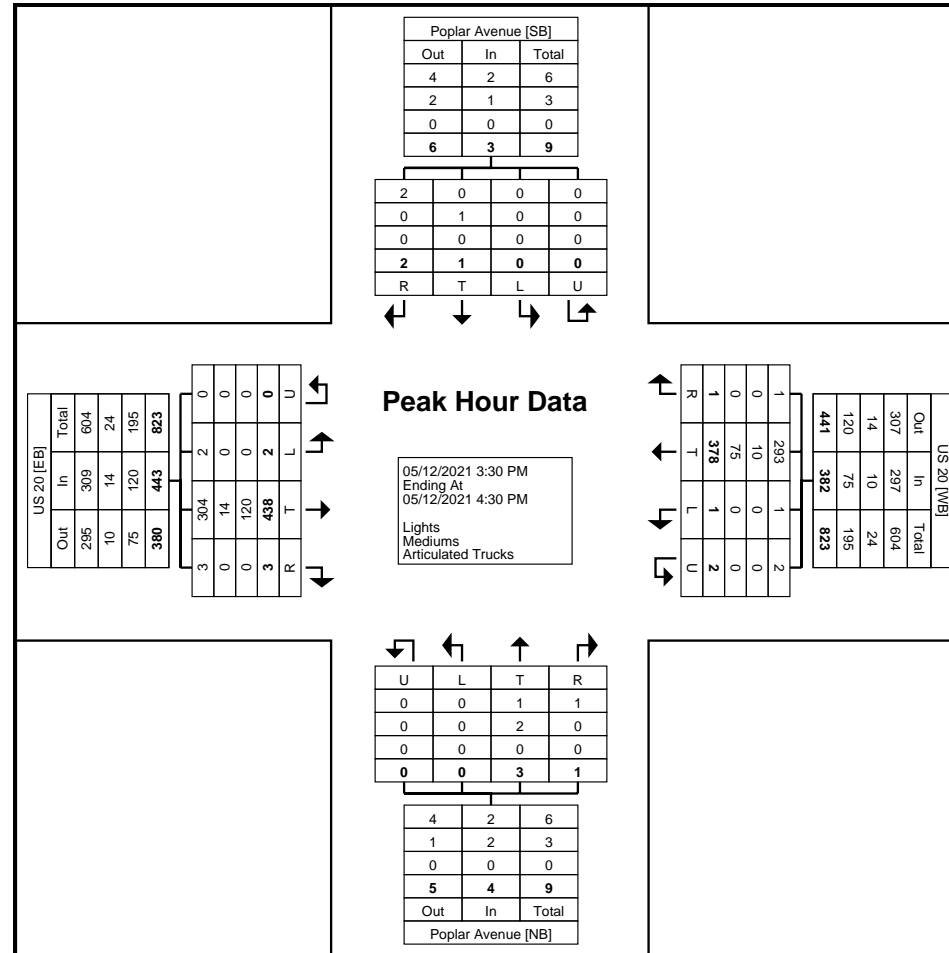 Poplar Avenue [SB]
Out In Total
4 2 6
2 1 3
0 0 0
6 3 9
2 0 0 0
0 1 0 0
0 0 0 0
2 1 0 0
R T L U
US 20 [EB]
Out In Total
295 309 604
10 14 24
75 120 195
380 443 823
3 304 2 0
0 14 0 0
0 120 0 0
3 438 2 0
R T L U
Peak Hour Data
05/12/2021 3:30 PM
Ending At
05/12/2021 4:30 PM
Lights
Mediums
Articulated Trucks
US 20 [WB]
Out In Total
307 297 604
14 10 24
120 75 195
441 382 823
1 293 1 2
0 10 0 0
0 75 0 0
1 378 1 2
R T L U
U L T R
0 0 1 1
0 0 2 0
0 0 0 0
0 0 3 1
4 2 6
1 2 3
0 0 0
5 4 9
Out In Total
Poplar Avenue [NB]